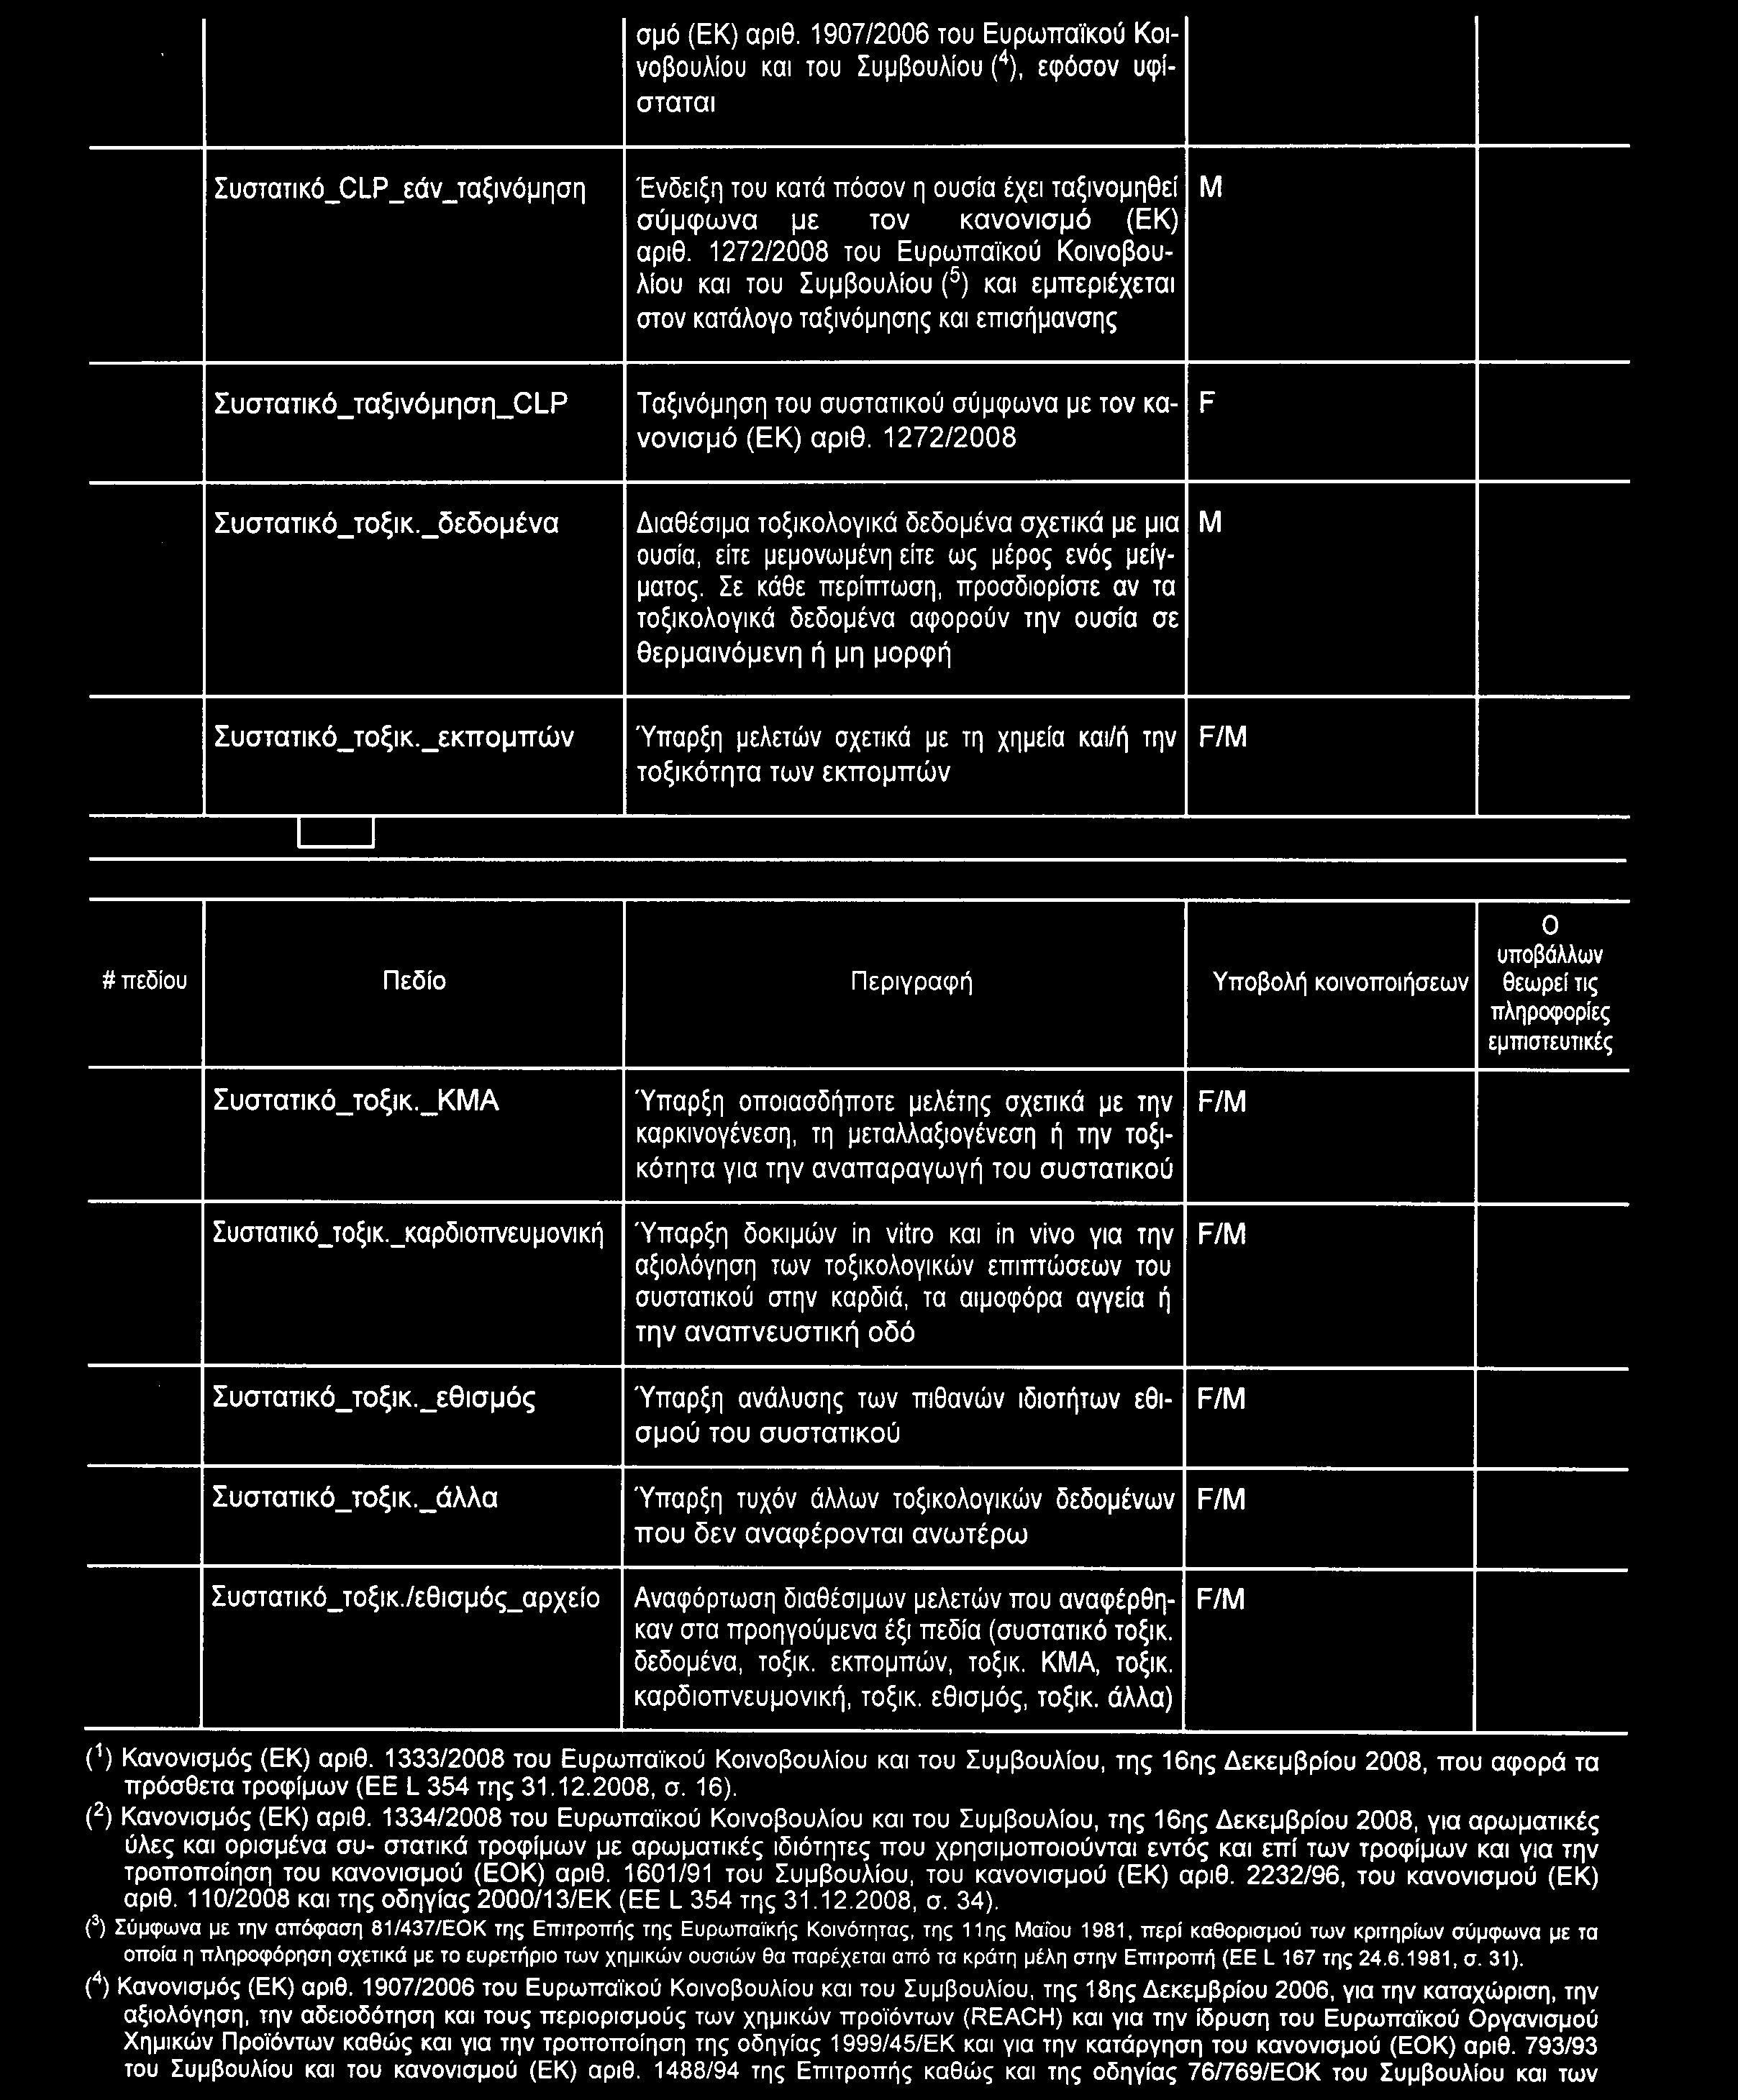 σμό (ΕΚ) αριθ. 1907/2006 του Ευρωπαϊκού Κοι-
νοβουλίου και του Συμβουλίου (⁴), εφόσον υφί-
σταται
Συστατικό_CLP_εάν_ταξινόμηση
Ένδειξη του κατά πόσον η ουσία έχει ταξινομηθεί
σύμφωνα με τον κανονισμό (ΕΚ)
αριθ. 1272/2008 του Ευρωπαϊκού Κοινοβου-
λίου και του Συμβουλίου (⁵) και εμπεριέχεται
στον κατάλογο ταξινόμησης και επισήμανσης
M
Συστατικό_ταξινόμηση_CLP
Ταξινόμηση του συστατικού σύμφωνα με τον κα-
νονισμό (ΕΚ) αριθ. 1272/2008
F
Συστατικό_τοξικ._δεδομένα
Διαθέσιμα τοξικολογικά δεδομένα σχετικά με μια
ουσία, είτε μεμονωμένη είτε ως μέρος ενός μείγ-
ματος. Σε κάθε περίπτωση, προσδιορίστε αν τα
τοξικολογικά δεδομένα αφορούν την ουσία σε
θερμαινόμενη ή μη μορφή
M
Συστατικό_τοξικ._εκπομπών
Ύπαρξη μελετών σχετικά με τη χημεία και/ή την
τοξικότητα των εκπομπών
F/M
# πεδίου
Πεδίο
Περιγραφή
Υποβολή κοινοποιήσεων
Ο
υποβάλλων
θεωρεί τις
πληροφορίες
εμπιστευτικές
Συστατικό_τοξικ._ΚΜΑ
Ύπαρξη οποιασδήποτε μελέτης σχετικά με την
καρκινογένεση, τη μεταλλαξιογένεση ή την τοξι-
κότητα για την αναπαραγωγή του συστατικού
F/M
Συστατικό_τοξικ._καρδιοπνευμονική
Ύπαρξη δοκιμών in vitro και in vivo για την
αξιολόγηση των τοξικολογικών επιπτώσεων του
συστατικού στην καρδιά, τα αιμοφόρα αγγεία ή
την αναπνευστική οδό
F/M
Συστατικό_τοξικ._εθισμός
Ύπαρξη ανάλυσης των πιθανών ιδιοτήτων εθι-
σμού του συστατικού
F/M
Συστατικό_τοξικ._άλλα
Ύπαρξη τυχόν άλλων τοξικολογικών δεδομένων
που δεν αναφέρονται ανωτέρω
F/M
Συστατικό_τοξικ./εθισμός_αρχείο
Αναφόρτωση διαθέσιμων μελετών που αναφέρθη-
καν στα προηγούμενα έξι πεδία (συστατικό τοξικ.
δεδομένα, τοξικ. εκπομπών, τοξικ. ΚΜΑ, τοξικ.
καρδιοπνευμονική, τοξικ. εθισμός, τοξικ. άλλα)
F/M
(¹) Κανονισμός (ΕΚ) αριθ. 1333/2008 του Ευρωπαϊκού Κοινοβουλίου και του Συμβουλίου, της 16ης Δεκεμβρίου 2008, που αφορά τα
πρόσθετα τροφίμων (ΕΕ L 354 της 31.12.2008, σ. 16).
(²) Κανονισμός (ΕΚ) αριθ. 1334/2008 του Ευρωπαϊκού Κοινοβουλίου και του Συμβουλίου, της 16ης Δεκεμβρίου 2008, για αρωματικές
ύλες και ορισμένα συ- στατικά τροφίμων με αρωματικές ιδιότητες που χρησιμοποιούνται εντός και επί των τροφίμων και για την
τροποποίηση του κανονισμού (ΕΟΚ) αριθ. 1601/91 του Συμβουλίου, του κανονισμού (ΕΚ) αριθ. 2232/96, του κανονισμού (ΕΚ)
αριθ. 110/2008 και της οδηγίας 2000/13/ΕΚ (ΕΕ L 354 της 31.12.2008, σ. 34).
(³) Σύμφωνα με την απόφαση 81/437/ΕΟΚ της Επιτροπής της Ευρωπαϊκής Κοινότητας, της 11ης Μαΐου 1981, περί καθορισμού των κριτηρίων σύμφωνα με τα
οποία η πληροφόρηση σχετικά με το ευρετήριο των χημικών ουσιών θα παρέχεται από τα κράτη μέλη στην Επιτροπή (ΕΕ L 167 της 24.6.1981, σ. 31).
(⁴) Κανονισμός (ΕΚ) αριθ. 1907/2006 του Ευρωπαϊκού Κοινοβουλίου και του Συμβουλίου, της 18ης Δεκεμβρίου 2006, για την καταχώριση, την
αξιολόγηση, την αδειοδότηση και τους περιορισμούς των χημικών προϊόντων (REACH) και για την ίδρυση του Ευρωπαϊκού Οργανισμού
Χημικών Προϊόντων καθώς και για την τροποποίηση της οδηγίας 1999/45/ΕΚ και για την κατάργηση του κανονισμού (ΕΟΚ) αριθ. 793/93
του Συμβουλίου και του κανονισμού (ΕΚ) αριθ. 1488/94 της Επιτροπής καθώς και της οδηγίας 76/769/ΕΟΚ του Συμβουλίου και των